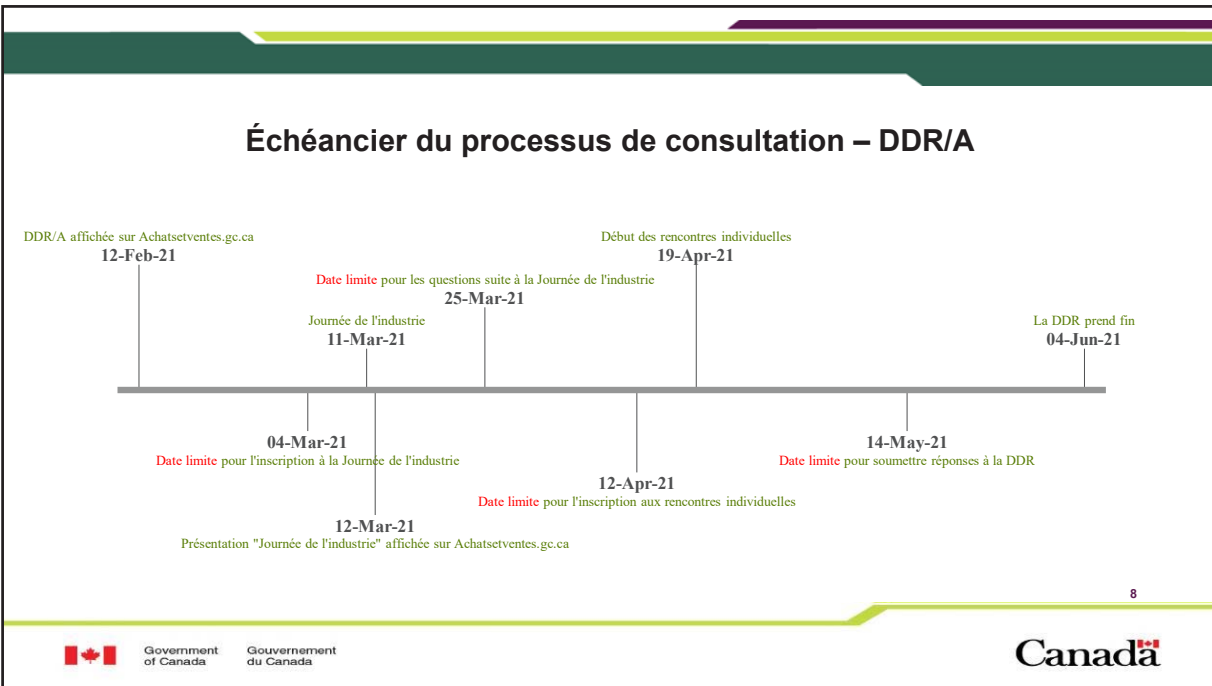 Échéancier du processus de consultation – DDR/A
DDR/A affichée sur Achatsetventes.gc.ca
12-Feb-21
Début des rencontres individuelles
19-Apr-21
Date limite pour les questions suite à la Journée de l'industrie
25-Mar-21
Journée de l'industrie
11-Mar-21
La DDR prend fin
04-Jun-21
04-Mar-21
Date limite pour l'inscription à la Journée de l'industrie
14-May-21
Date limite pour soumettre réponses à la DDR
12-Apr-21
Date limite pour l'inscription aux rencontres individuelles
12-Mar-21
Présentation "Journée de l'industrie" affichée sur Achatsetventes.gc.ca
8
Government
of Canada
Gouvernement
du Canada
Canada